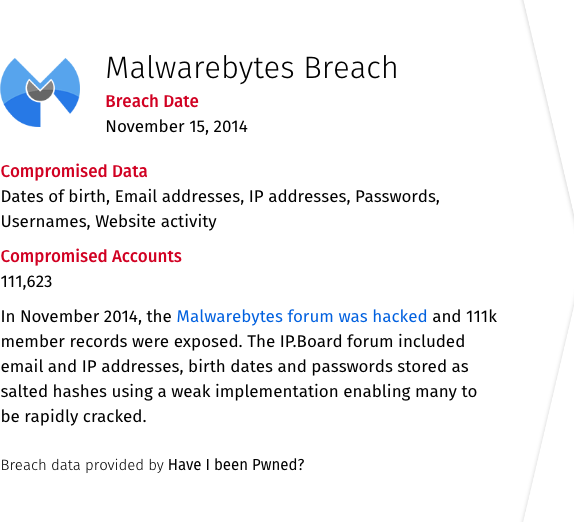 Malwarebytes Breach
Breach Date
November 15, 2014
Compromised Data
Dates of birth, Email addresses, IP addresses, Passwords,
Usernames, Website activity
Compromised Accounts
111,623
In November 2014, the Malwarebytes forum was hacked and 111k
member records were exposed. The IP.Board forum included
email and IP addresses, birth dates and passwords stored as
salted hashes using a weak implementation enabling many to
be rapidly cracked.
Breach data provided by Have I been Pwned?